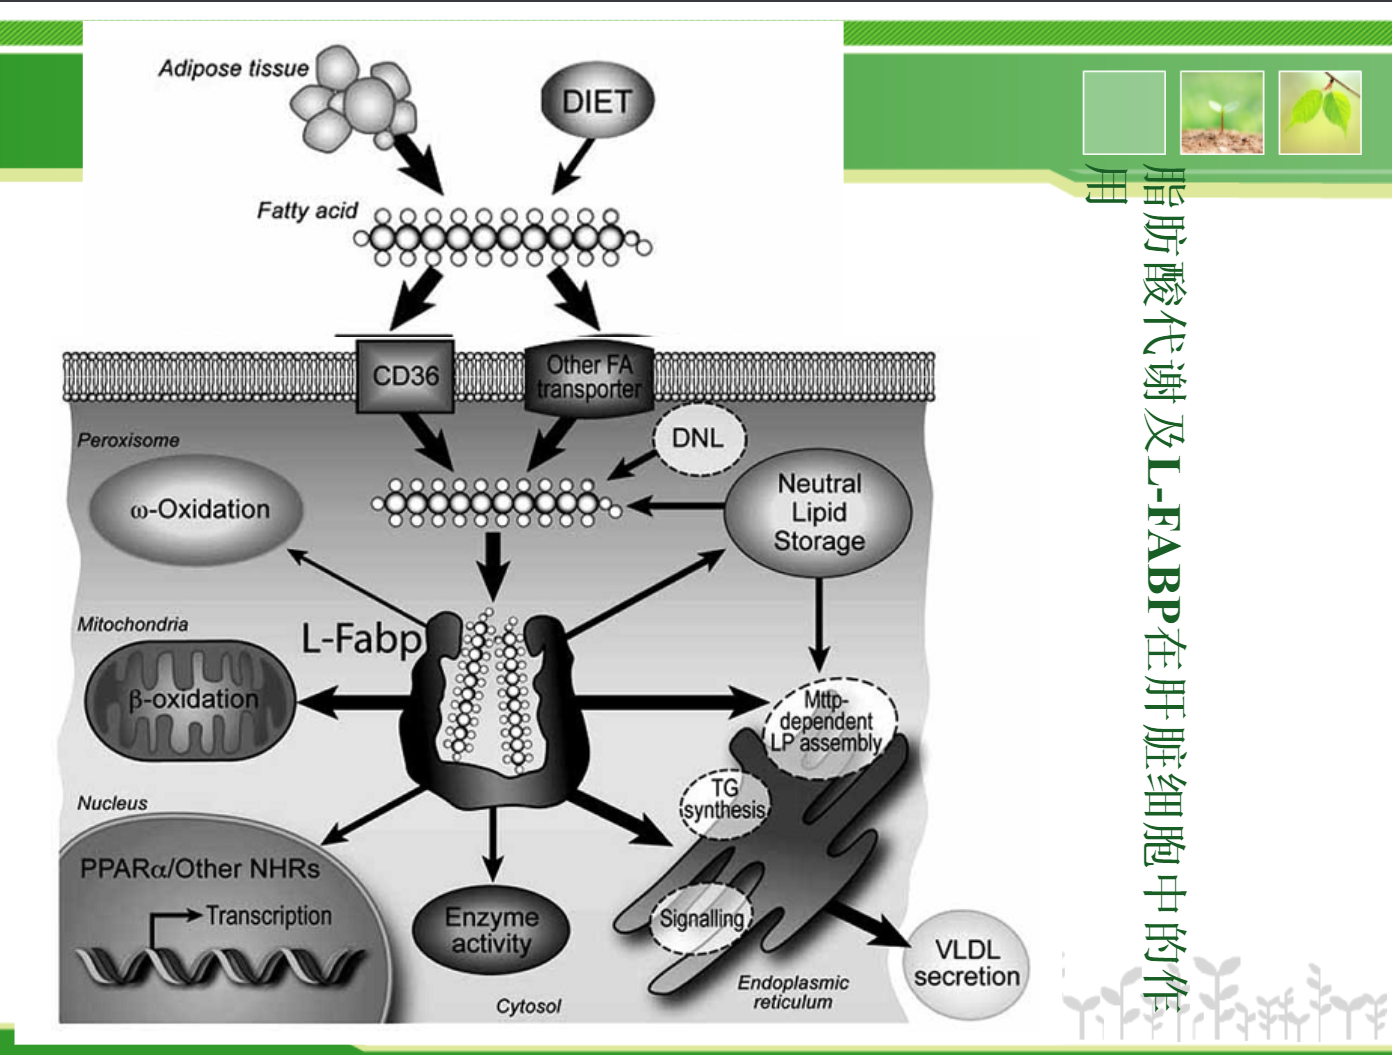 Adipose tissue
DIET
Fatty acid
CD36
Other FA
transporter
DNL
Peroxisome
ω-Oxidation
Neutral
Lipid
Storage
Mitochondria
L-Fabp
β-oxidation
Mttp-
dependent
LP assembly
TG
synthesis
Nucleus
PPARα/Other NHRs
Transcription
Enzyme
activity
Signalling
VLDL
secretion
Endoplasmic
reticulum
Cytosol
脂肪酸代谢及L-FABP在肝脏细胞中的作
用